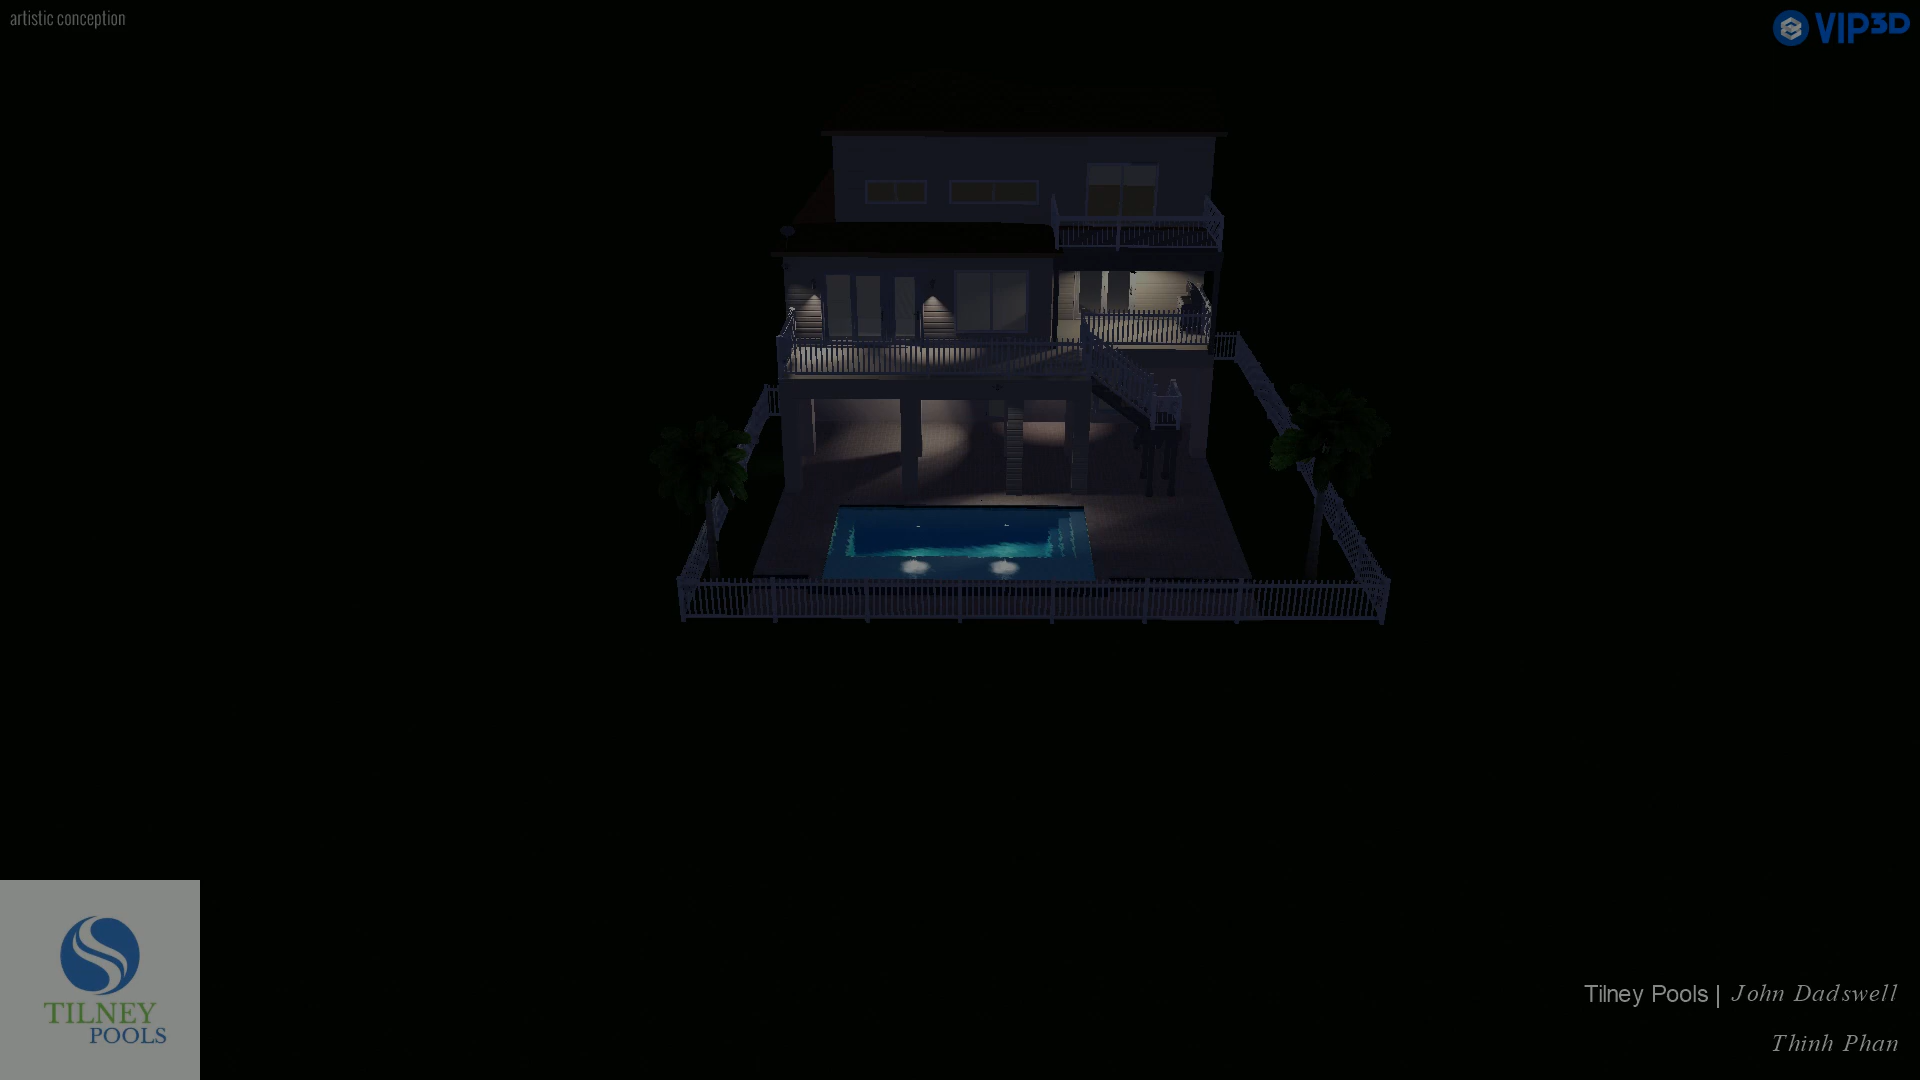 artistic conception
VIP3D
TILNEY
POOLS
Tilney Pools | John Dadswell
Thinh Phan